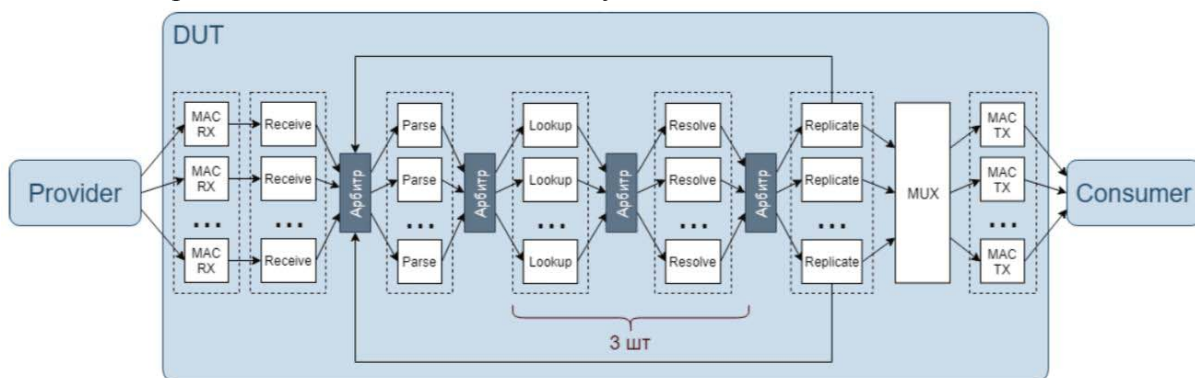 DUT
Provider
MAC RX
MAC RX
...
MAC RX
Receive
Receive
...
Receive
Арбитр
Parse
Parse
...
Parse
Арбитр
Lookup
Lookup
...
Lookup
Арбитр
Resolve
Resolve
...
Resolve
Арбитр
Replicate
Replicate
...
Replicate
MUX
MAC TX
MAC TX
...
MAC TX
Consumer
3 шт